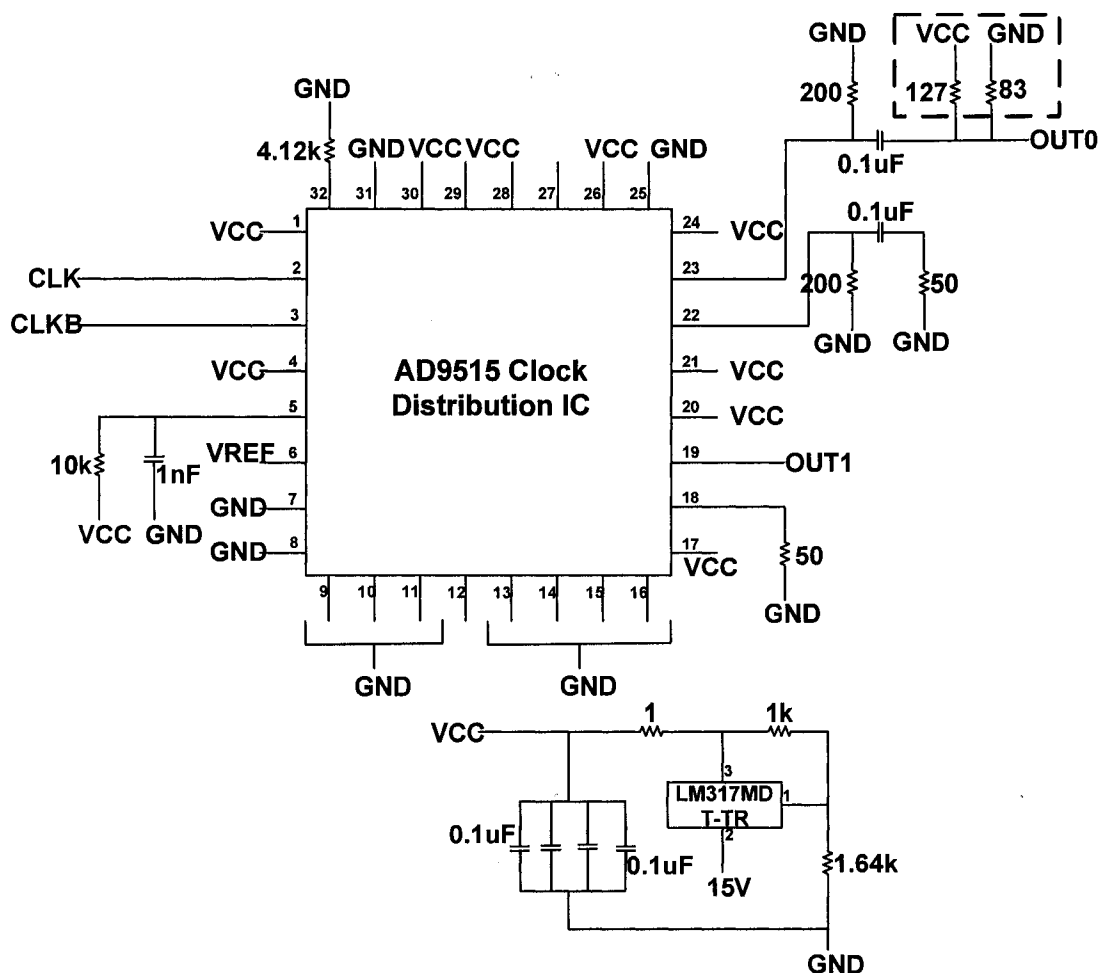 GND VCC GND
200 127 83
OUT0
0.1uF
GND
4.12k
GND VCC VCC VCC GND
32 31 30 29 28 27 26 25
VCC 1 24 VCC
CLK 2 23
0.1uF
200 50
CLKB 3 22
GND GND
VCC 4 21 VCC
AD9515 Clock
Distribution IC
5 20 VCC
10k 1nF
VREF 6 19 OUT1
GND 7 18
VCC GND
GND 8 17 VCC
50
GND
9 10 11 12 13 14 15 16
GND GND
VCC 1 1k
3
LM317MD
T-TR
1
2
0.1uF
0.1uF
15V
1.64k
GND